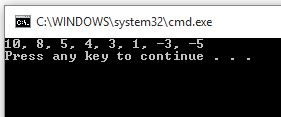 C:\WINDOWS\system32\cmd.exe
10, 8, 5, 4, 3, 1, -3, -5
Press any key to continue . . .